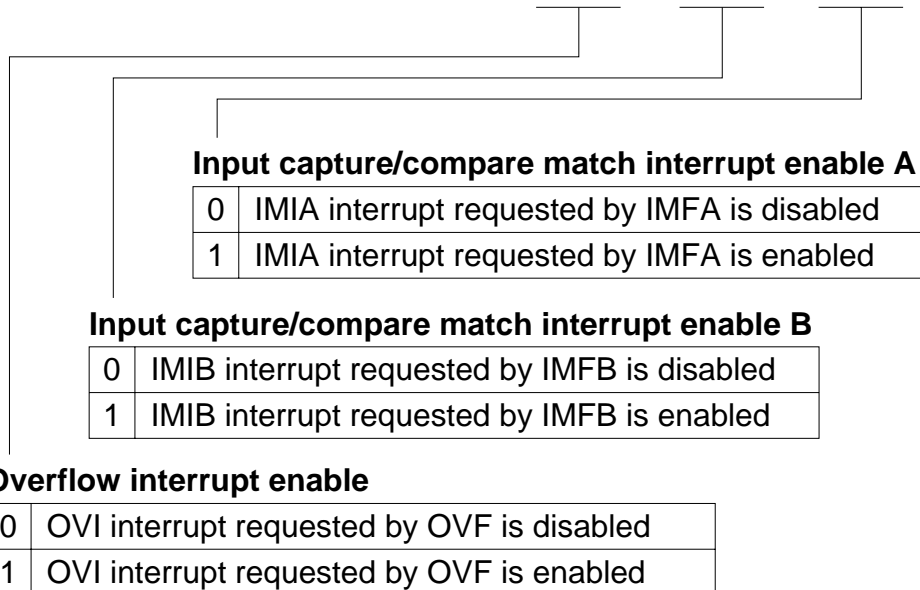 Input capture/compare match interrupt enable A
0 IMIA interrupt requested by IMFA is disabled
1 IMIA interrupt requested by IMFA is enabled
Input capture/compare match interrupt enable B
0 IMIB interrupt requested by IMFB is disabled
1 IMIB interrupt requested by IMFB is enabled
Overflow interrupt enable
0 OVI interrupt requested by OVF is disabled
1 OVI interrupt requested by OVF is enabled